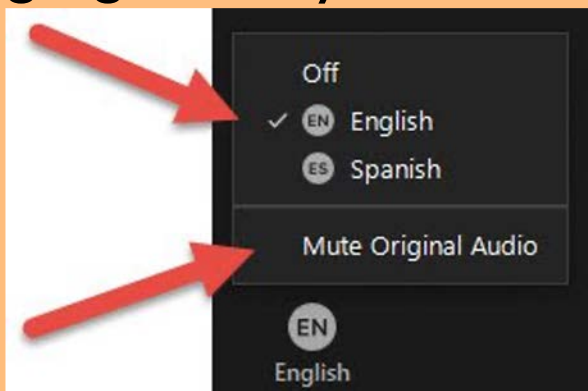 Off
EN English
ES Spanish
Mute Original Audio
EN
English